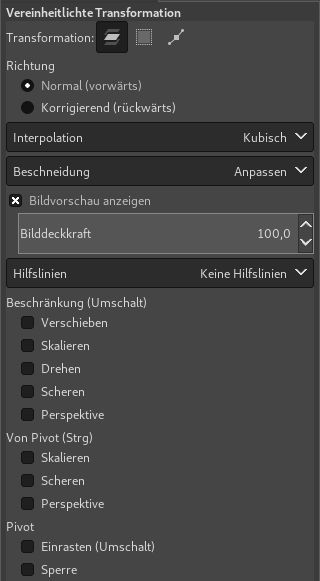 Vereinheitlichte Transformation
Transformation:
Richtung
Normal (vorwärts)
Korrigierend (rückwärts)
Interpolation Kubisch
Beschneidung Anpassen
Bildvorschau anzeigen
Bilddeckkraft 100,0
Hilfslinien Keine Hilfslinien
Beschränkung (Umschalt)
Verschieben
Skalieren
Drehen
Scheren
Perspektive
Von Pivot (Strg)
Skalieren
Scheren
Perspektive
Pivot
Einrasten (Umschalt)
Sperre